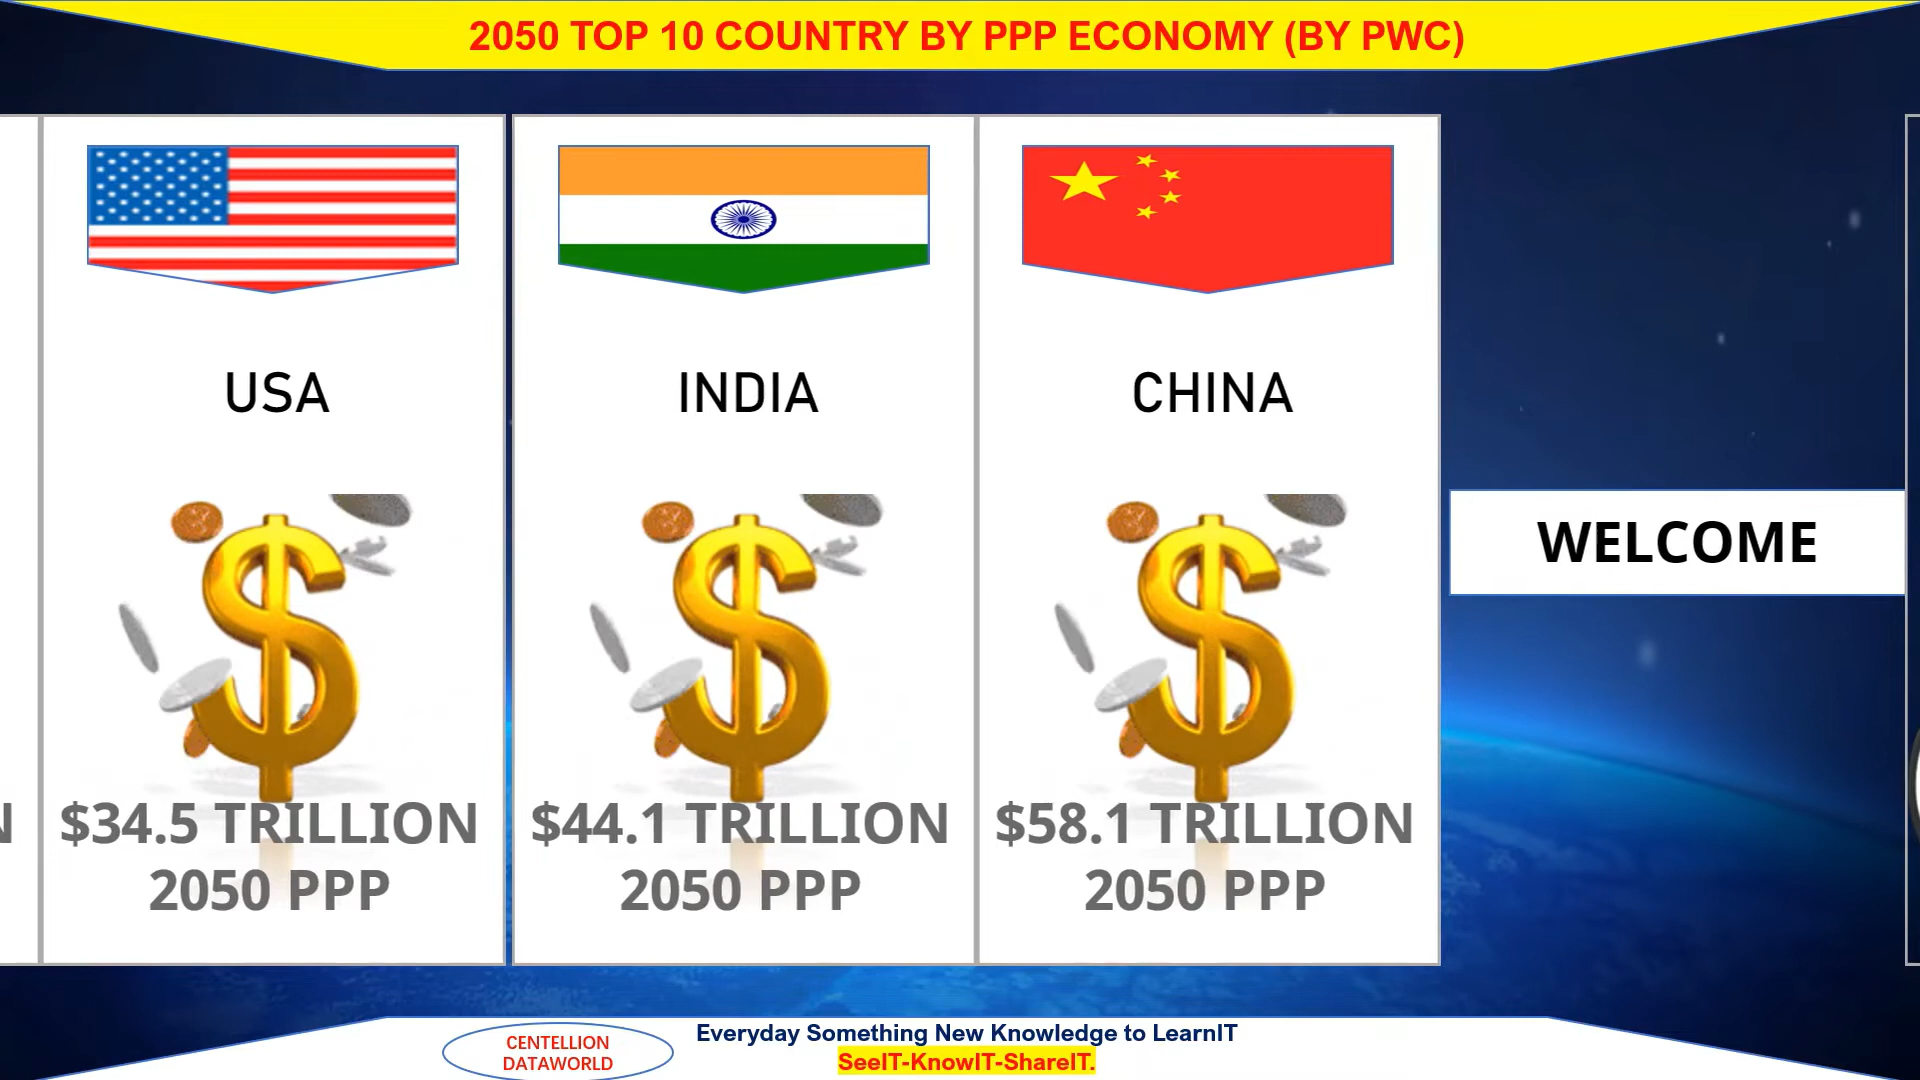 2050 TOP 10 COUNTRY BY PPP ECONOMY (BY PWC)
USA
INDIA
CHINA
WELCOME
N
$34.5 TRILLION
2050 PPP
$44.1 TRILLION
2050 PPP
$58.1 TRILLION
2050 PPP
CENTELLION
DATAWORLD
Everyday Something New Knowledge to LearnIT
SeeIT-KnowIT-ShareIT.